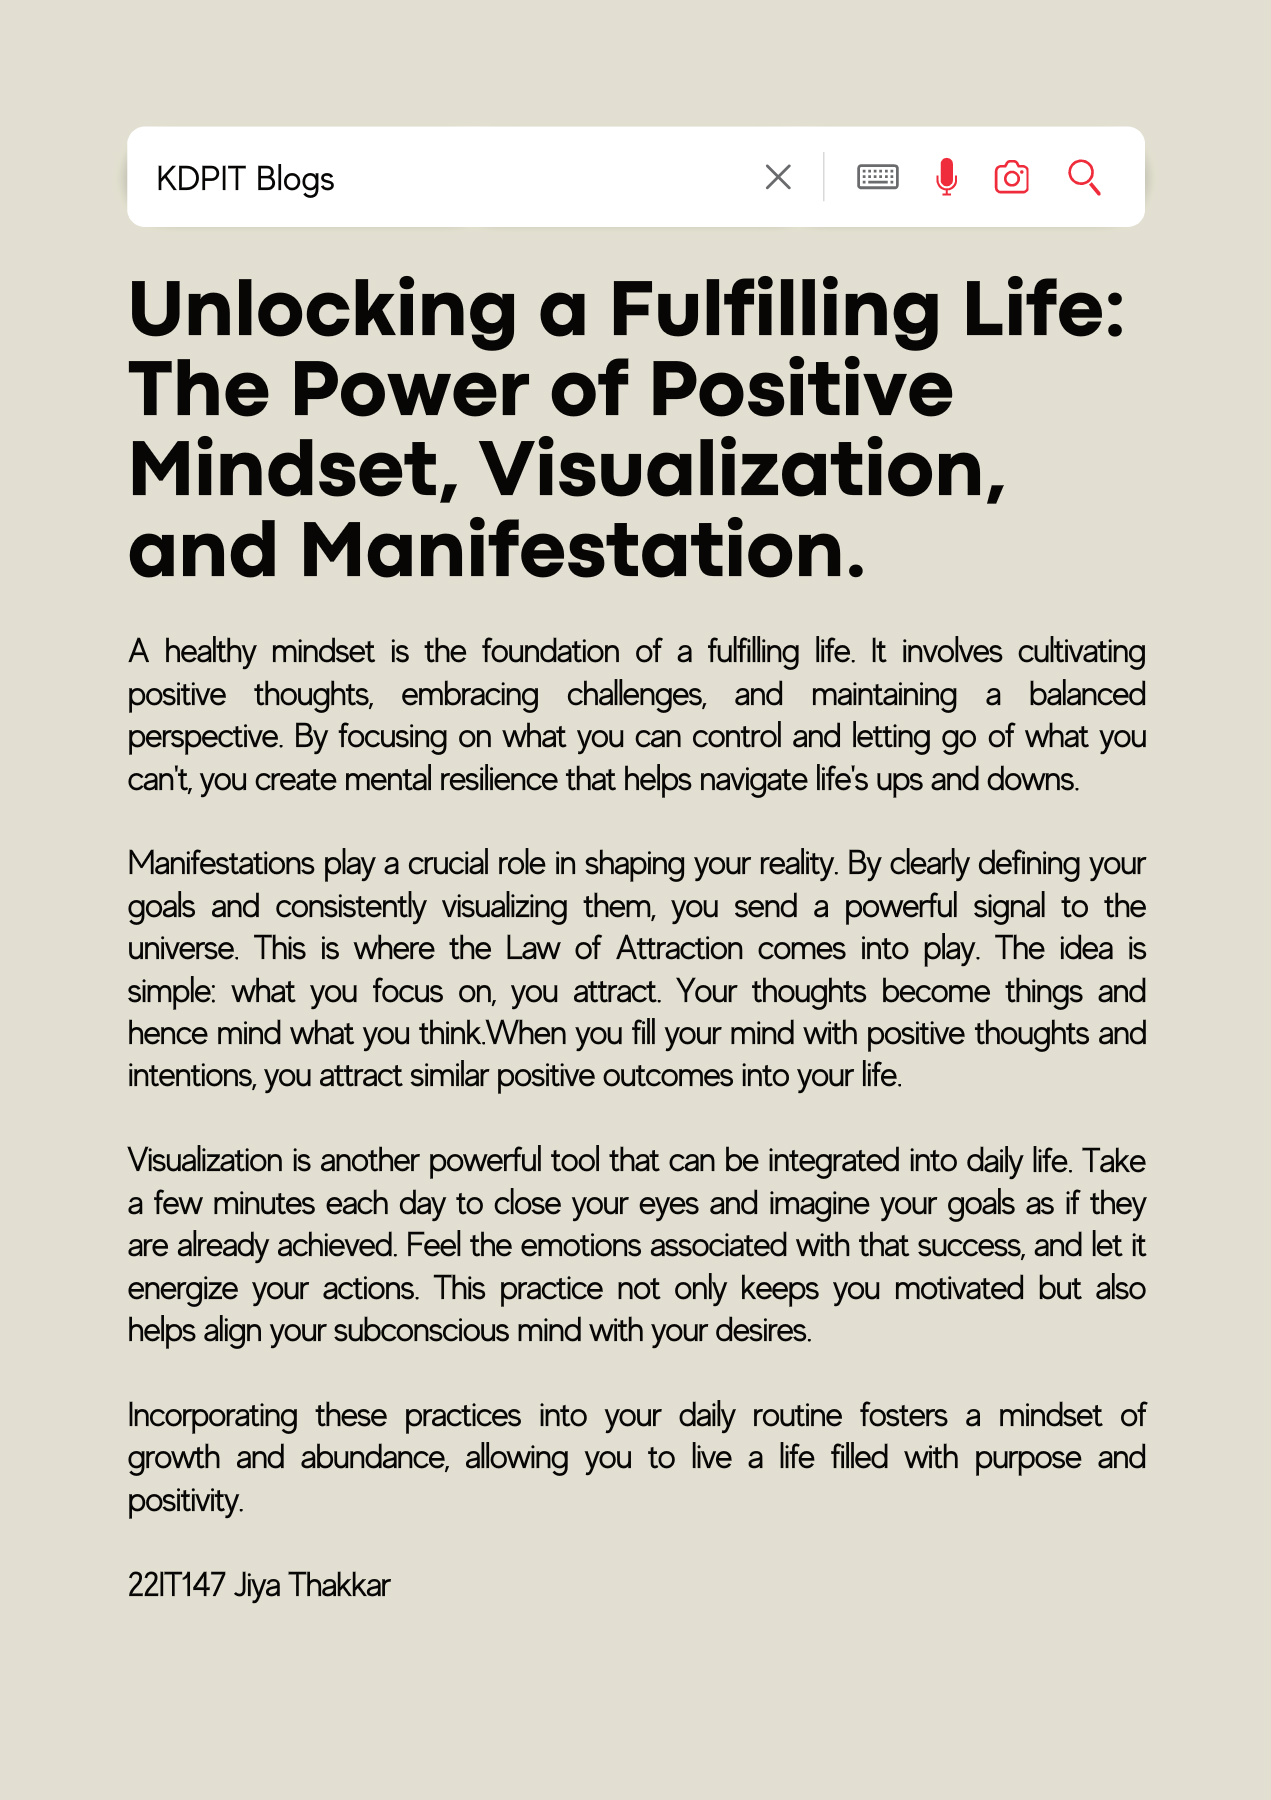 KDPIT Blogs
Unlocking a Fulfilling Life:
The Power of Positive
Mindset, Visualization,
and Manifestation.
A healthy mindset is the foundation of a fulfilling life. It involves cultivating
positive thoughts, embracing challenges, and maintaining a balanced
perspective. By focusing on what you can control and letting go of what you
can't, you create mental resilience that helps navigate life's ups and downs.
Manifestations play a crucial role in shaping your reality. By clearly defining your
goals and consistently visualizing them, you send a powerful signal to the
universe. This is where the Law of Attraction comes into play. The idea is
simple: what you focus on, you attract. Your thoughts become things and
hence mind what you think.When you fill your mind with positive thoughts and
intentions, you attract similar positive outcomes into your life.
Visualization is another powerful tool that can be integrated into daily life. Take
a few minutes each day to close your eyes and imagine your goals as if they
are already achieved. Feel the emotions associated with that success, and let it
energize your actions. This practice not only keeps you motivated but also
helps align your subconscious mind with your desires.
Incorporating these practices into your daily routine fosters a mindset of
growth and abundance, allowing you to live a life filled with purpose and
positivity.
22IT147 Jiya Thakkar